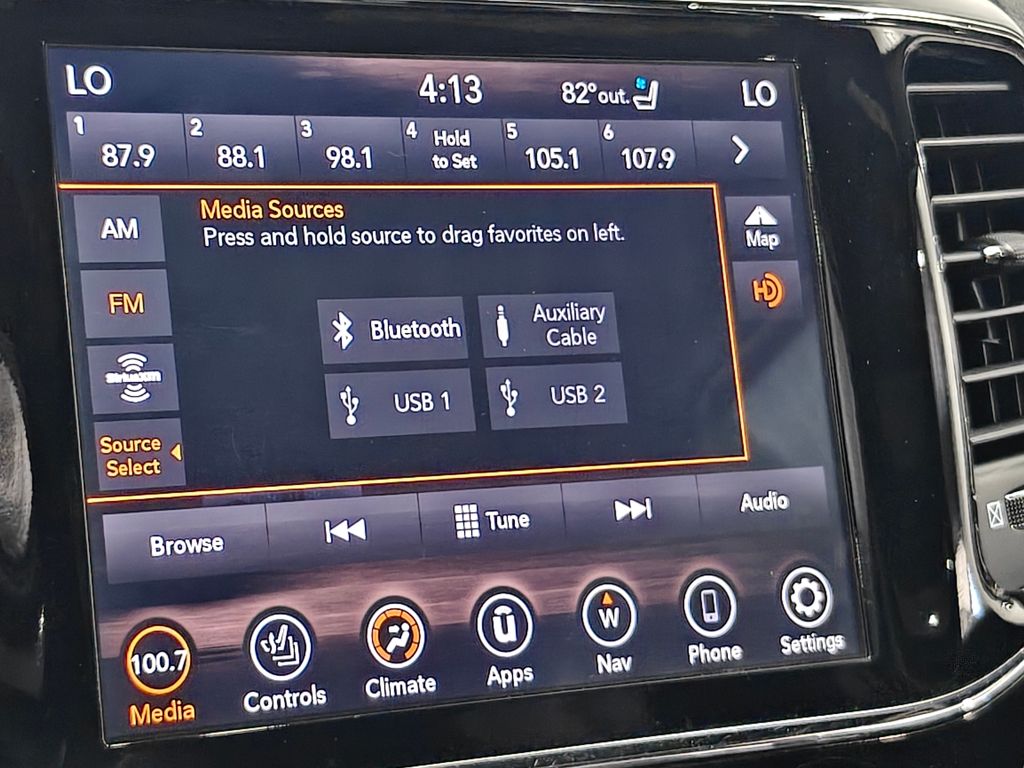 LO 4:13 82° out. LO
1 87.9
2 88.1
3 98.1
4 Hold
to Set
5 105.1
6 107.9
AM
FM
SiriusXM
Source
Select
Media Sources
Press and hold source to drag favorites on left.
Bluetooth
Auxiliary
Cable
USB 1
USB 2
Map
HD
Browse
Tune
Audio
100.7
Media
Controls
Climate
û
Apps
W
Nav
Phone
Settings